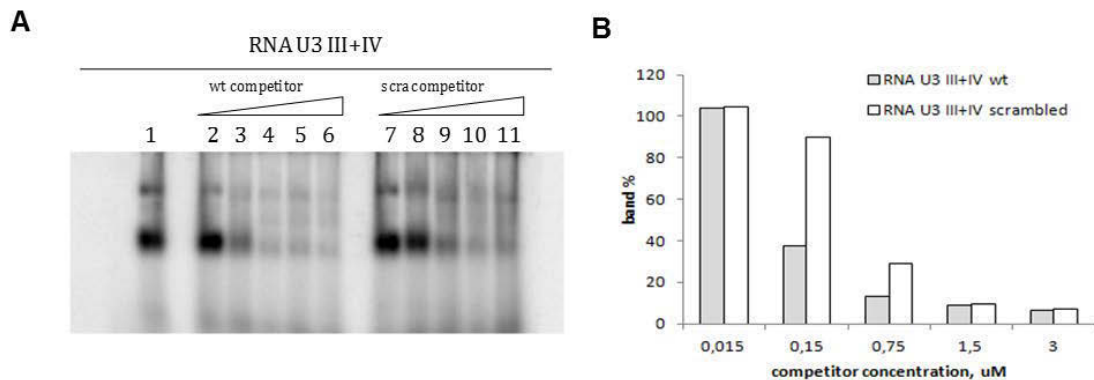 A
RNA U3 III+IV
wt competitor
scra competitor
1 2 3 4 5 6 7 8 9 10 11
B
120
100
80
60
40
20
0
band %
RNA U3 III+IV wt
RNA U3 III+IV scrambled
0,015 0,15 0,75 1,5 3
competitor concentration, uM